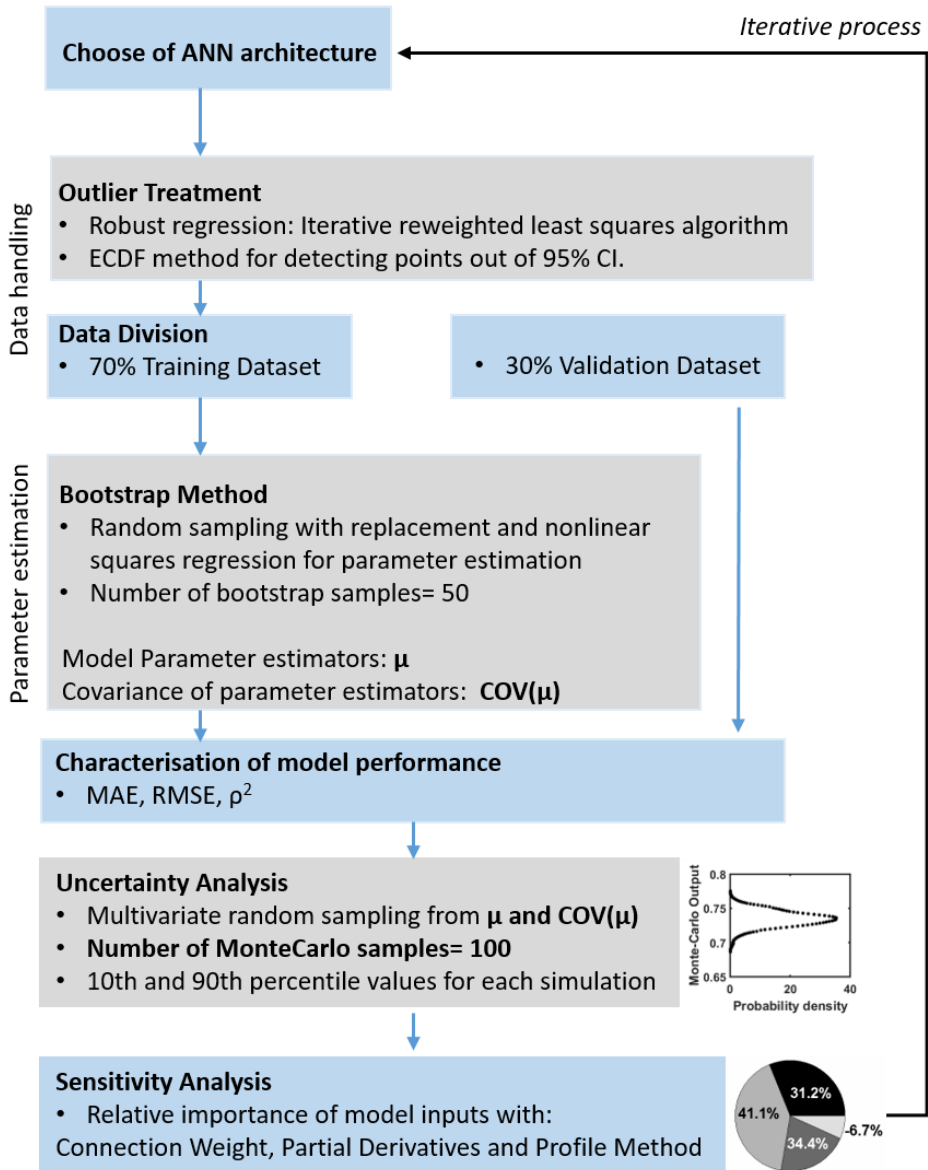 Iterative process
Choose of ANN architecture
Data handling
Outlier Treatment
• Robust regression: Iterative reweighted least squares algorithm
• ECDF method for detecting points out of 95% CI.
Data Division
• 70% Training Dataset
• 30% Validation Dataset
Parameter estimation
Bootstrap Method
• Random sampling with replacement and nonlinear
squares regression for parameter estimation
• Number of bootstrap samples= 50
Model Parameter estimators: μ
Covariance of parameter estimators: COV(μ)
Characterisation of model performance
• MAE, RMSE, ρ²
Uncertainty Analysis
• Multivariate random sampling from μ and COV(μ)
• Number of MonteCarlo samples= 100
• 10th and 90th percentile values for each simulation
Monte-Carlo Output
0.8
0.75
0.7
0.65
0 20 40
Probability density
Sensitivity Analysis
• Relative importance of model inputs with:
Connection Weight, Partial Derivatives and Profile Method
31.2%
41.1%
-6.7%
34.4%